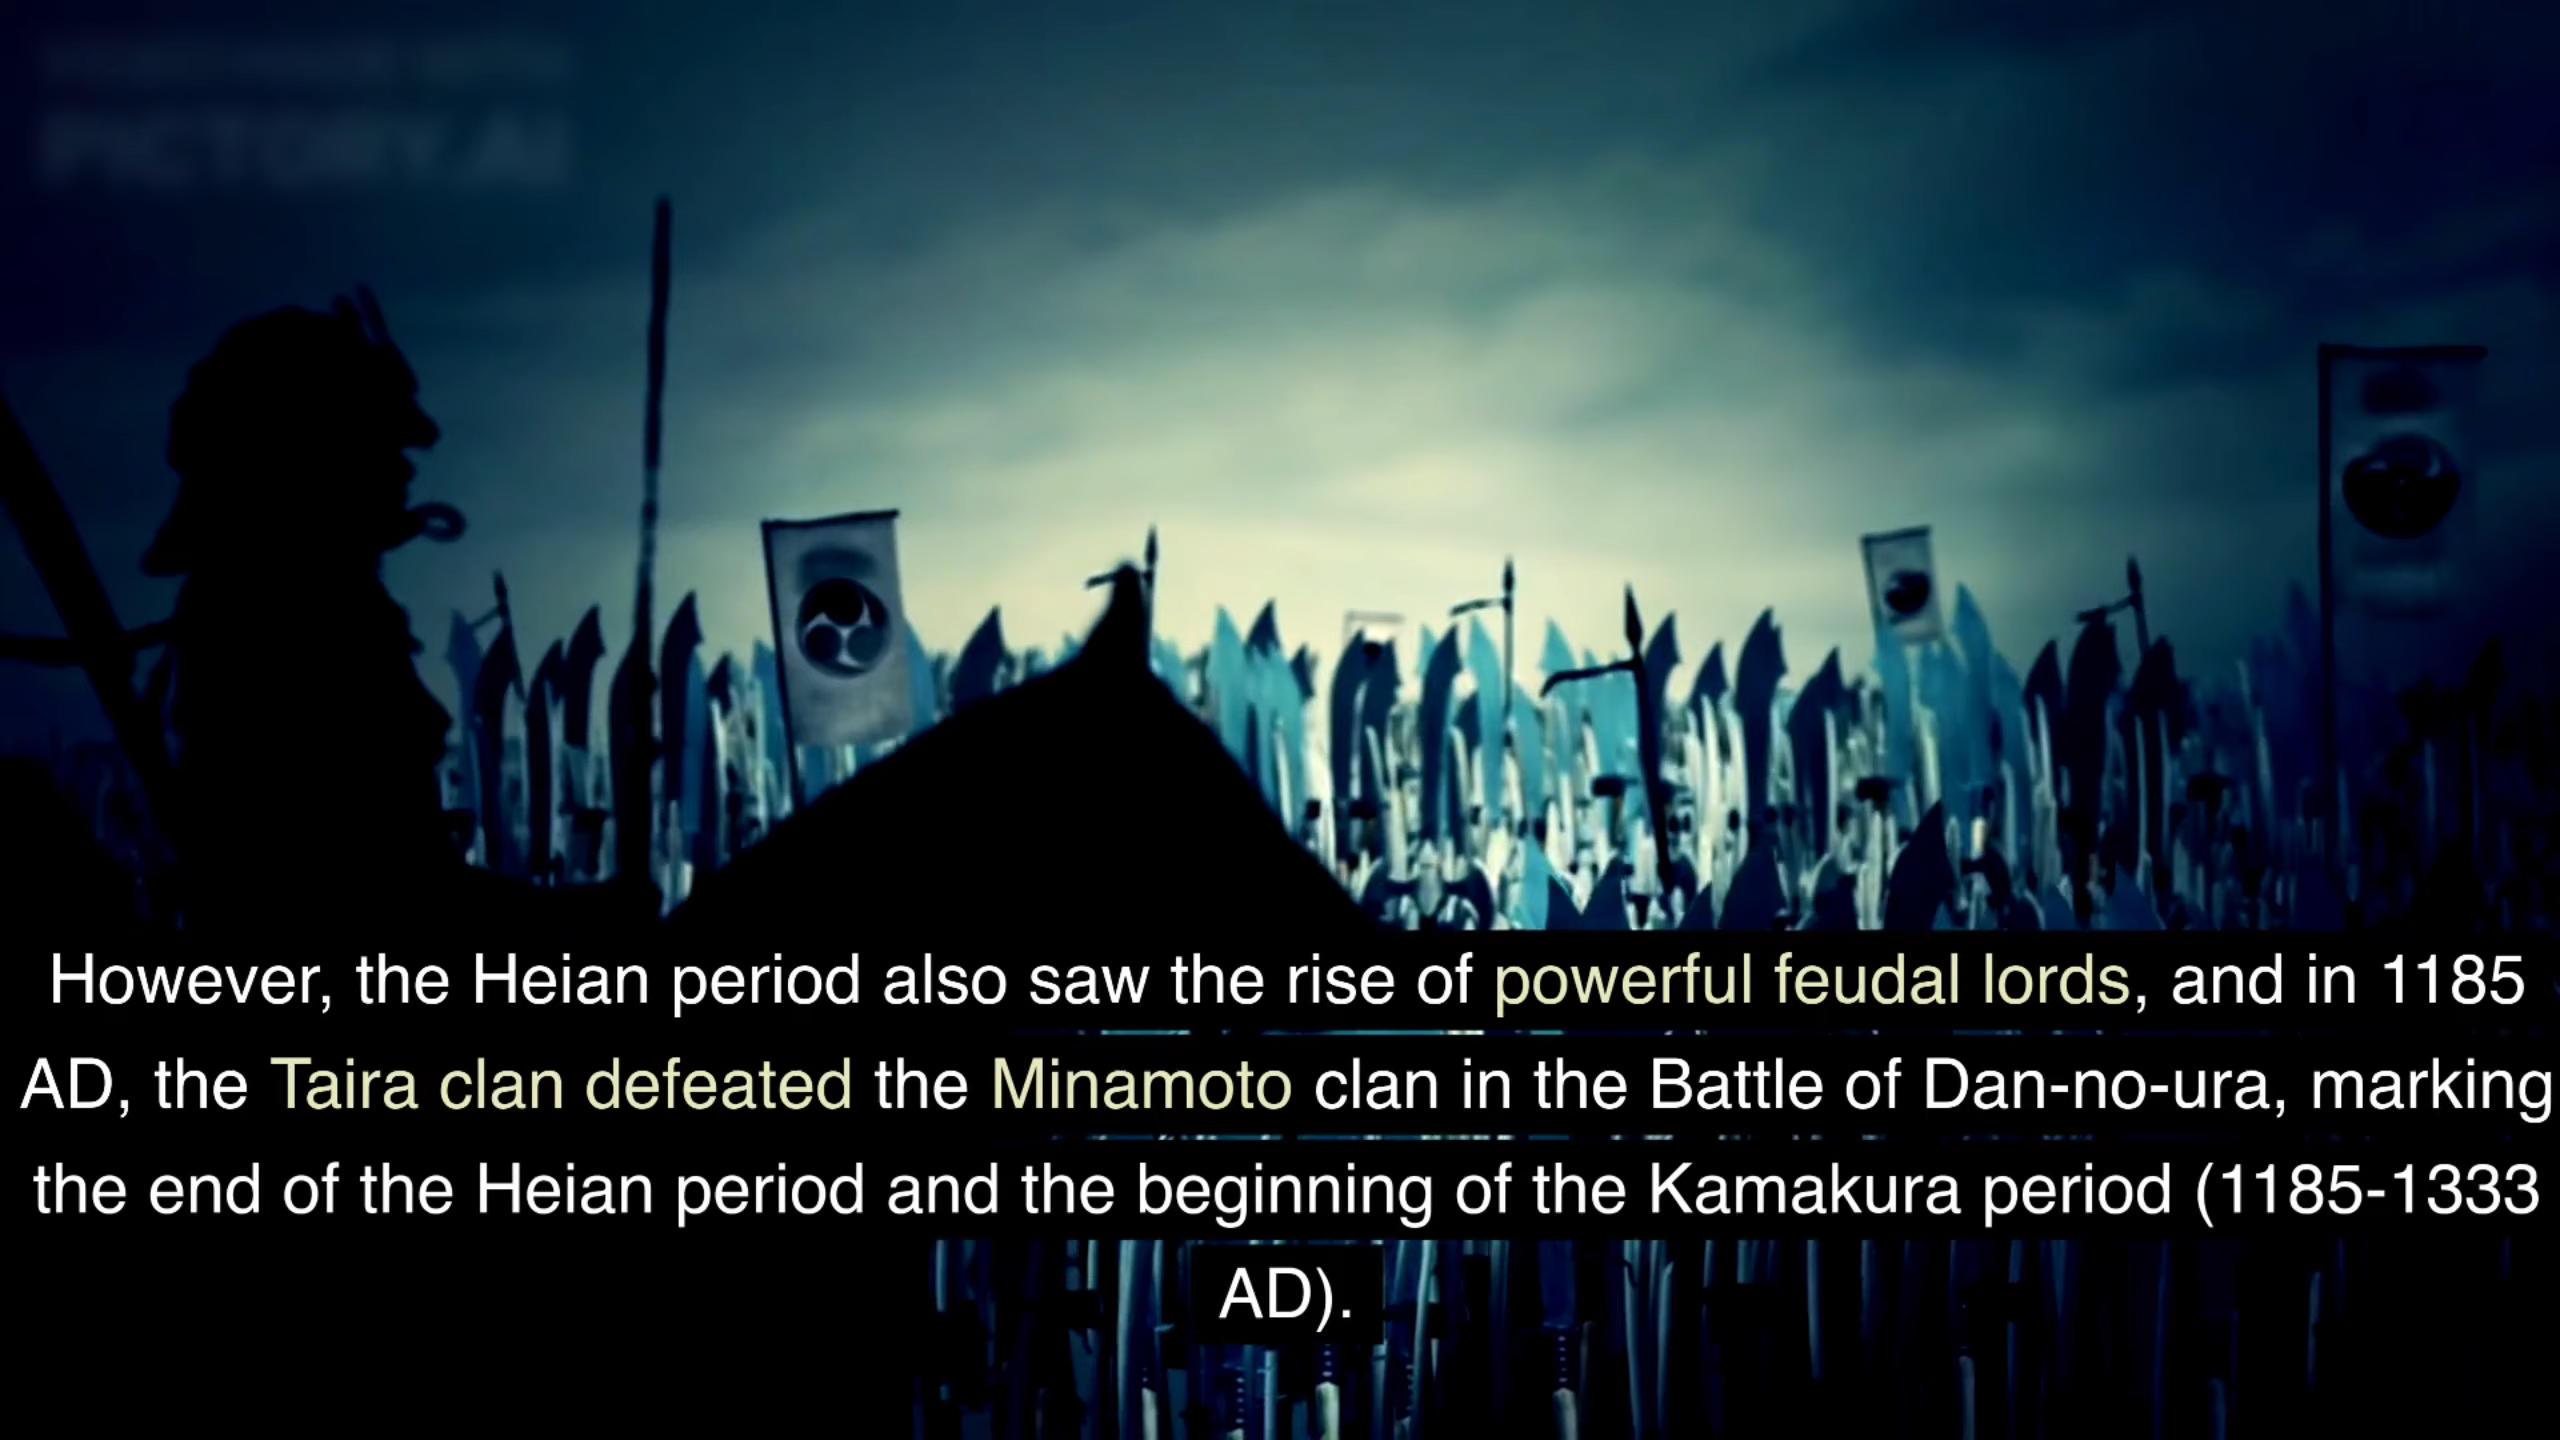 PICTORY.AI
However, the Heian period also saw the rise of powerful feudal lords, and in 1185
AD, the Taira clan defeated the Minamoto clan in the Battle of Dan-no-ura, marking
the end of the Heian period and the beginning of the Kamakura period (1185-1333
AD).